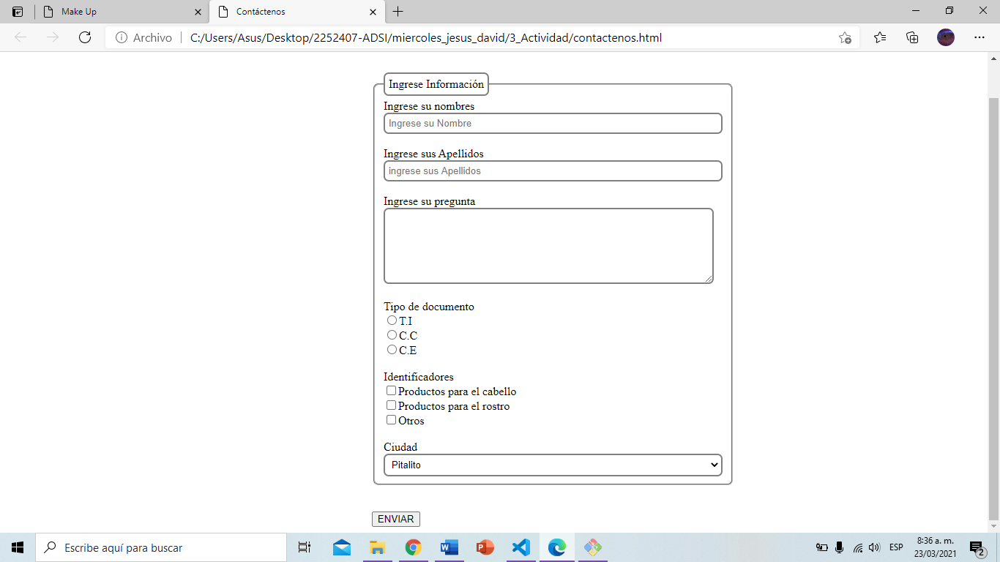 Make Up
Contáctenos
Archivo
C:/Users/Asus/Desktop/2252407-ADSI/miercoles_jesus_david/3_Actividad/contactenos.html
Ingrese Información
Ingrese su nombres
Ingrese su Nombre
Ingrese sus Apellidos
ingrese sus Apellidos
Ingrese su pregunta
Tipo de documento
T.I
C.C
C.E
Identificadores
Productos para el cabello
Productos para el rostro
Otros
Ciudad
Pitalito
ENVIAR
Escribe aquí para buscar
ESP
8:36 a. m.
23/03/2021
2